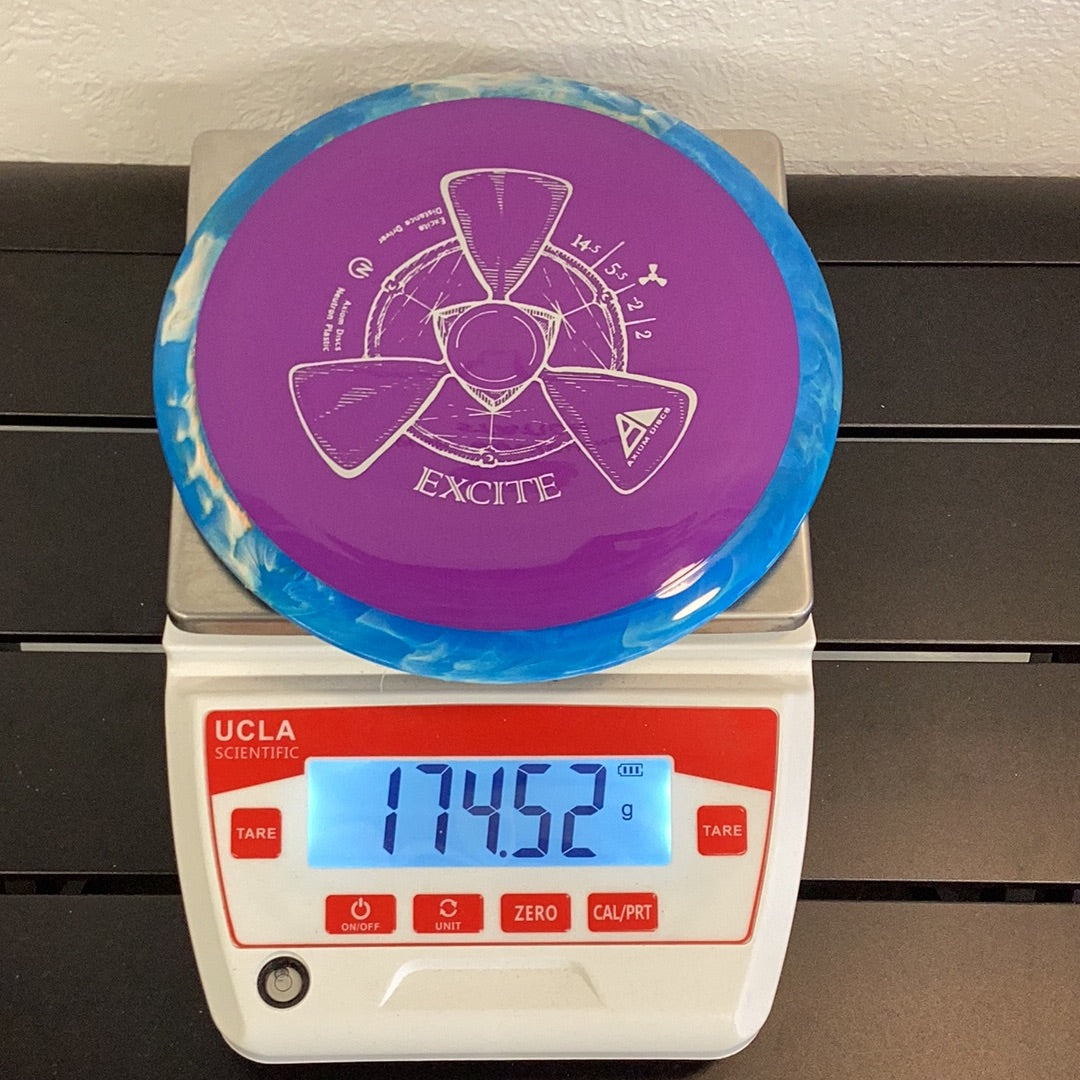 Excite
Distance Driver
Axiom Discs
Neutron Plastic
14.5
5.5
-2
2
AXIOM DISCS
EXCITE
UCLA
SCIENTIFIC
174.52 g
TARE
TARE
ON/OFF
UNIT
ZERO
CAL/PRT